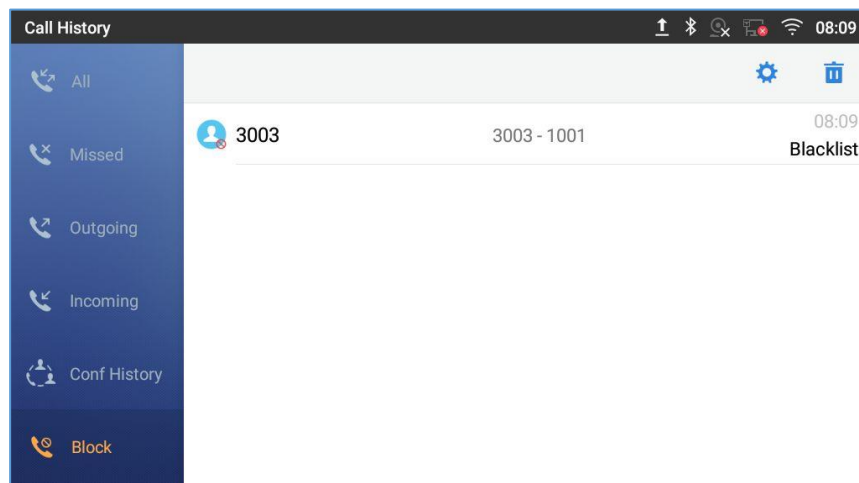 Call History 08:09
All
Missed
Outgoing
Incoming
Conf History
Block
3003 3003 - 1001 08:09
Blacklist